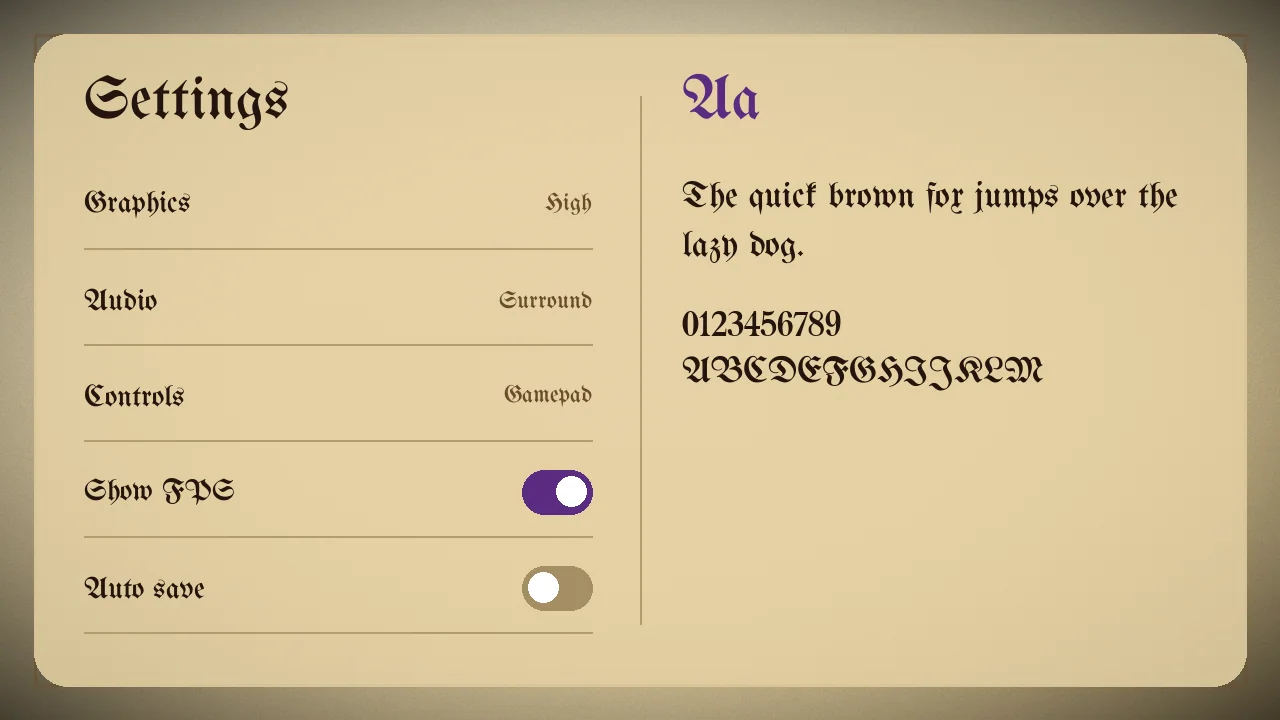 Settings
Graphics High
Audio Surround
Controls Gamepad
Show FPS
Auto save
Aa
The quick brown fox jumps over the
lazy dog.
0123456789
ABCDEFGHIJKLM